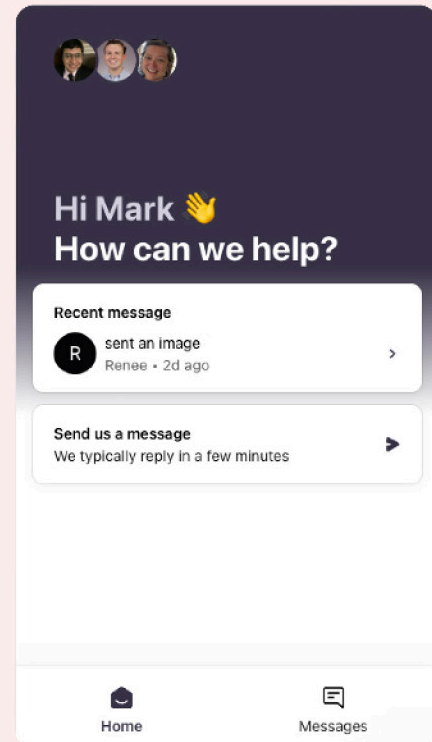 Hi Mark 👋
How can we help?
Recent message
R
sent an image
Renee • 2d ago
Send us a message
We typically reply in a few minutes
Home
Messages